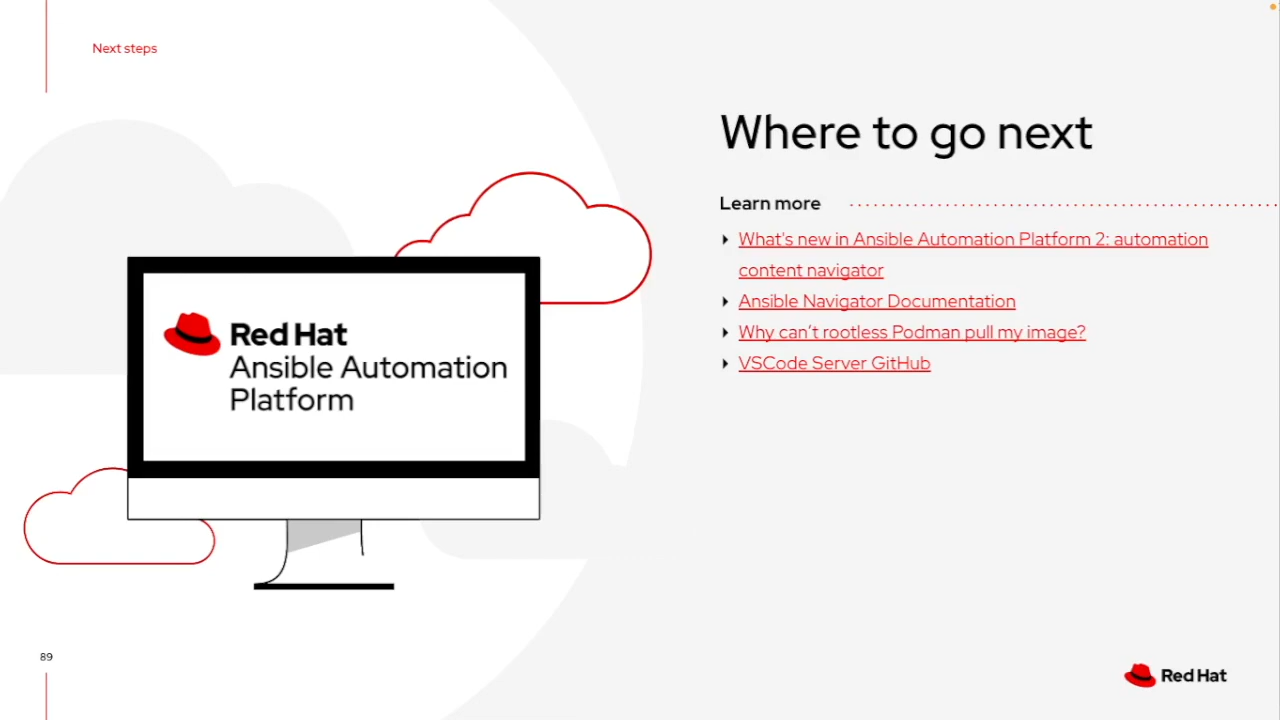 Next steps
Where to go next
Learn more
What's new in Ansible Automation Platform 2: automation
content navigator
Ansible Navigator Documentation
Why can’t rootless Podman pull my image?
VSCode Server GitHub
Red Hat
Ansible Automation
Platform
89
Red Hat